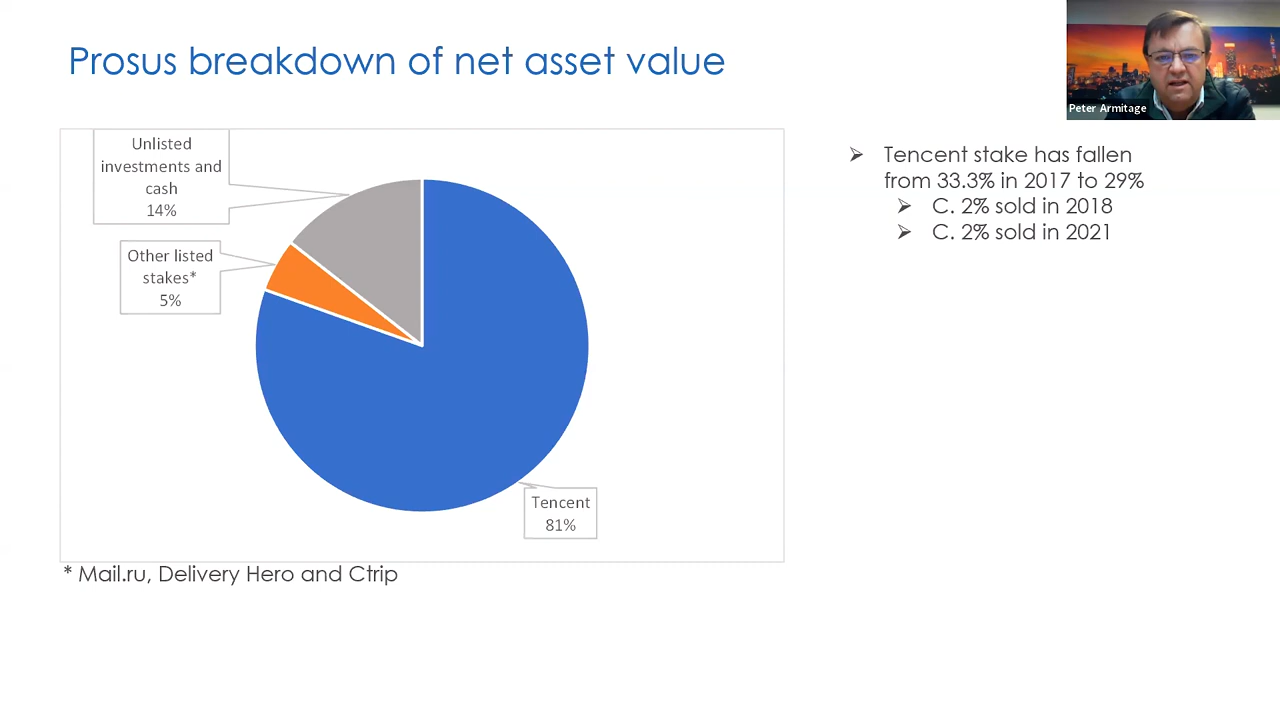 Prosus breakdown of net asset value
Peter Armitage
Unlisted
investments and
cash
14%
Other listed
stakes*
5%
Tencent
81%
* Mail.ru, Delivery Hero and Ctrip
Tencent stake has fallen
from 33.3% in 2017 to 29%
C. 2% sold in 2018
C. 2% sold in 2021